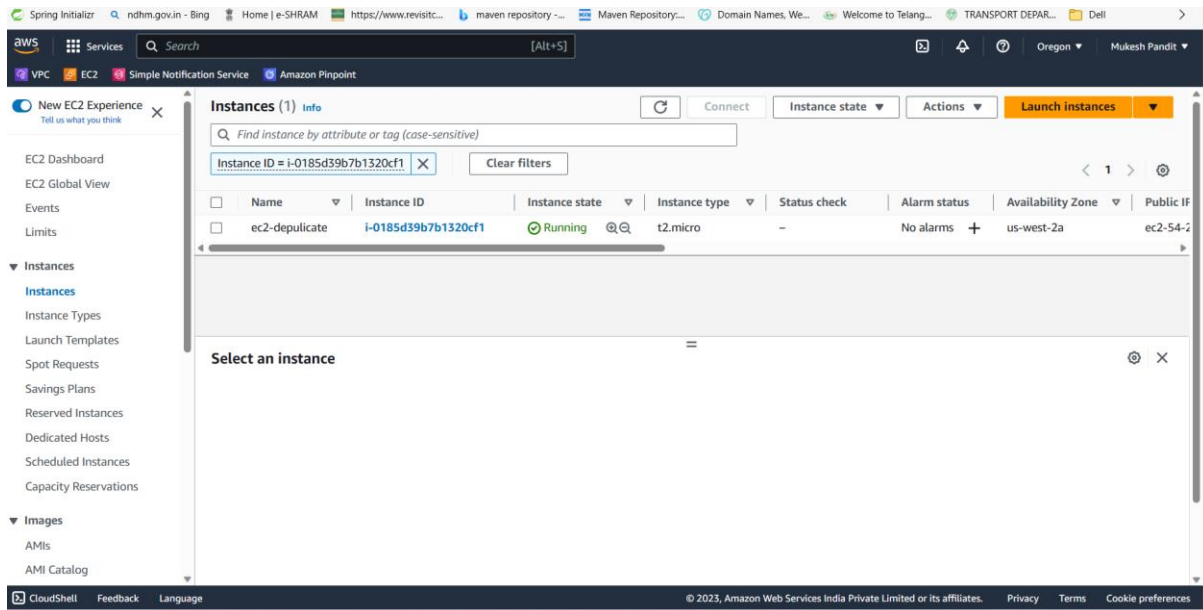 Spring Initializr ndhm.gov.in - Bing Home | e-SHRAM https://www.revisitc... maven repository -... Maven Repository:... Domain Names, We... Welcome to Telang... TRANSPORT DEPAR... Dell
aws Services Search [Alt+S] Oregon Mukesh Pandit
VPC EC2 Simple Notification Service Amazon Pinpoint
New EC2 Experience
Tell us what you think
EC2 Dashboard
EC2 Global View
Events
Limits
Instances
Instances
Instance Types
Launch Templates
Spot Requests
Savings Plans
Reserved Instances
Dedicated Hosts
Scheduled Instances
Capacity Reservations
Images
AMIs
AMI Catalog
Instances (1) Info Connect Instance state Actions Launch instances
Find instance by attribute or tag (case-sensitive)
Instance ID = i-0185d39b7b1320cf1 Clear filters 1
Name Instance ID Instance state Instance type Status check Alarm status Availability Zone Public IP
ec2-depulicate i-0185d39b7b1320cf1 Running t2.micro – No alarms + us-west-2a ec2-54-2
Select an instance
CloudShell Feedback Language © 2023, Amazon Web Services India Private Limited or its affiliates. Privacy Terms Cookie preferences